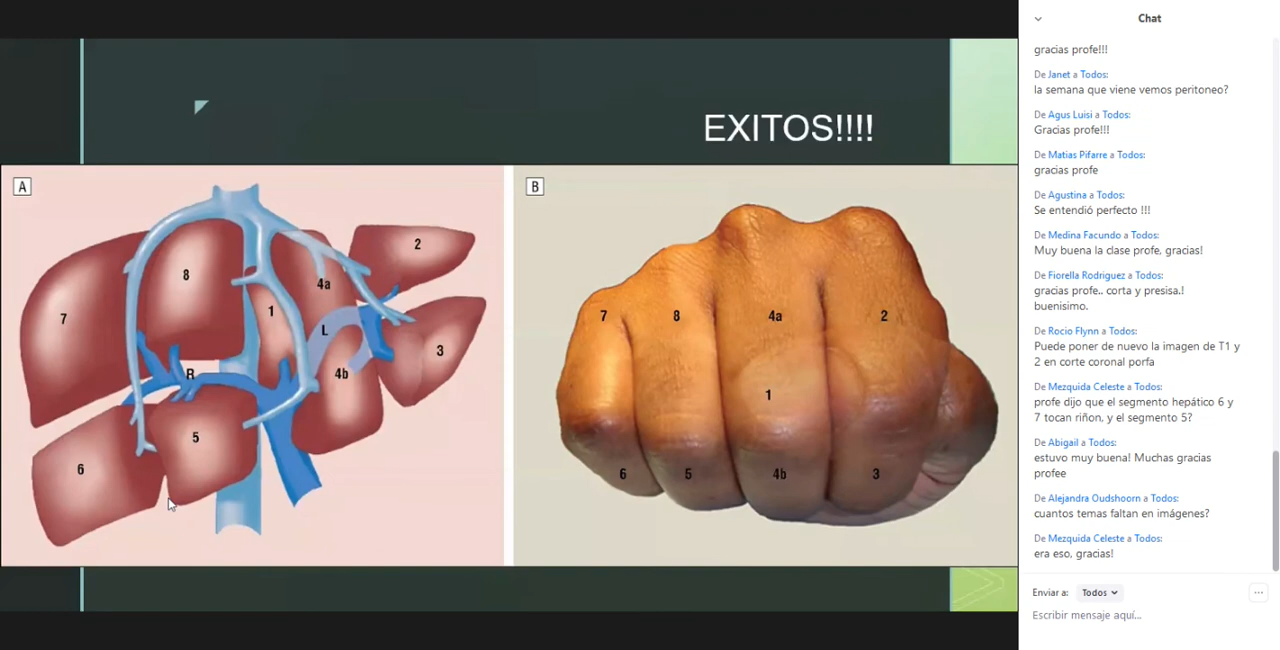 EXITOS!!!!
A
8
7
1
4a
2
L
3
R
4b
5
6
B
7
8
4a
2
1
6
5
4b
3
Chat
gracias profe!!!
De Janet a Todos:
la semana que viene vemos peritoneo?
De Agus Luisi a Todos:
Gracias profe!!!
De Matias Pifarre a Todos:
gracias profe
De Agustina a Todos:
Se entendió perfecto !!!
De Medina Facundo a Todos:
Muy buena la clase profe, gracias!
De Fiorella Rodriguez a Todos:
gracias profe.. corta y presisa.!
buenisimo.
De Rocio Flynn a Todos:
Puede poner de nuevo la imagen de T1 y
2 en corte coronal porfa
De Mezquida Celeste a Todos:
profe dijo que el segmento hepático 6 y
7 tocan riñon, y el segmento 5?
De Abigail a Todos:
estuvo muy buena! Muchas gracias
profee
De Alejandra Oudshoorn a Todos:
cuantos temas faltan en imágenes?
De Mezquida Celeste a Todos:
era eso, gracias!
Enviar a: Todos
Escribir mensaje aquí...